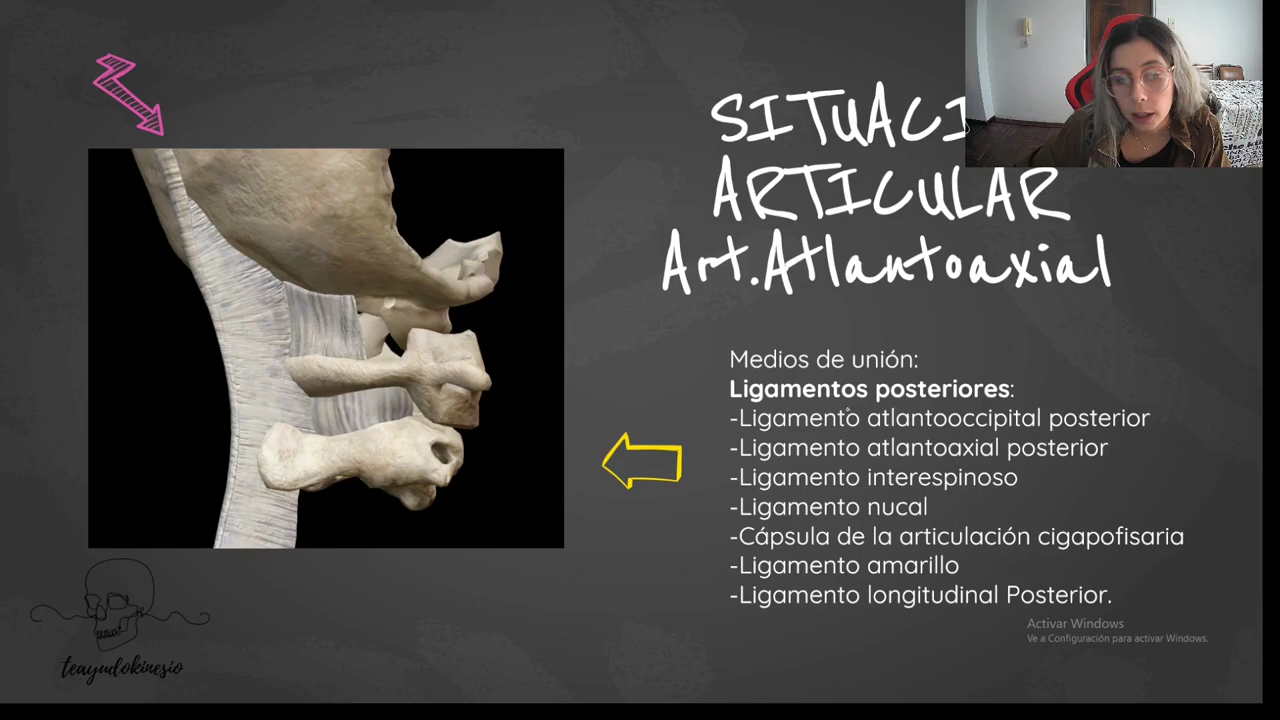 SITUACI
ARTICULAR
Art.Atlantoaxial
Medios de unión:
Ligamentos posteriores:
-Ligamento atlantooccipital posterior
-Ligamento atlantoaxial posterior
-Ligamento interespinoso
-Ligamento nucal
-Cápsula de la articulación cigapofisaria
-Ligamento amarillo
-Ligamento longitudinal Posterior.
Activar Windows
Ve a Configuración para activar Windows.
teayudokinesio